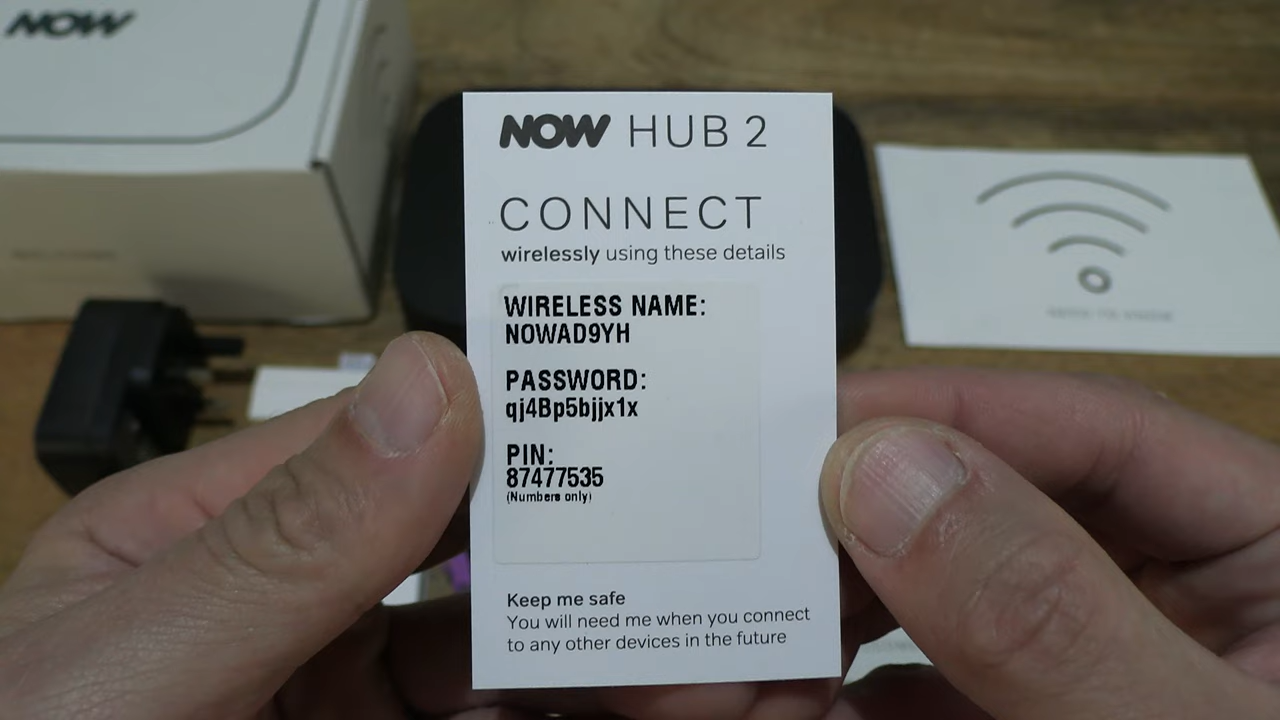 NOW
NOW HUB 2
CONNECT
wirelessly using these details
WIRELESS NAME:
NOWAD9YH
PASSWORD:
qj4Bp5bjjx1x
PIN:
87477535
(Numbers only)
Keep me safe
You will need me when you connect
to any other devices in the future